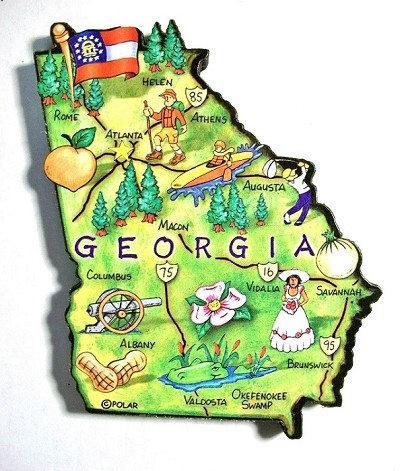 HELEN
ROME
85
ATHENS
ATLANTA
AUGUSTA
MACON
GEORGIA
COLUMBUS
75
16
VIDALIA
SAVANNAH
ALBANY
95
BRUNSWICK
©POLAR
VALDOSTA
OKEFENOKEE
SWAMP